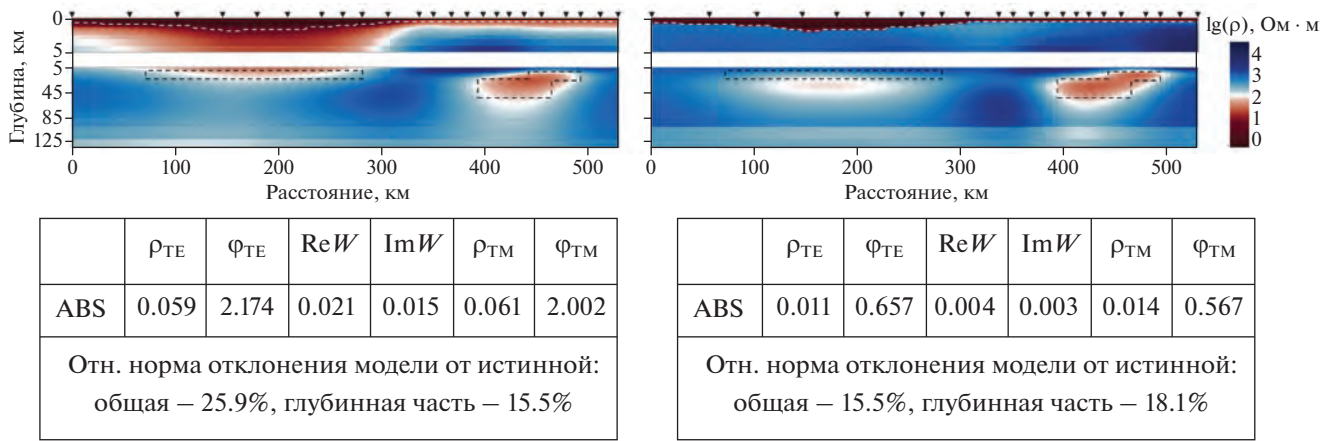 Глубина, км
0
5
5
45
85
125
0 100 200 300 400 500
Расстояние, км
0 100 200 300 400 500
Расстояние, км
lg(ρ), Ом · м
4
3
2
1
0
ρTE φTE ReW ImW ρTM φTM
ABS 0.059 2.174 0.021 0.015 0.061 2.002
Отн. норма отклонения модели от истинной:
общая – 25.9%, глубинная часть – 15.5%
ρTE φTE ReW ImW ρTM φTM
ABS 0.011 0.657 0.004 0.003 0.014 0.567
Отн. норма отклонения модели от истинной:
общая – 15.5%, глубинная часть – 18.1%